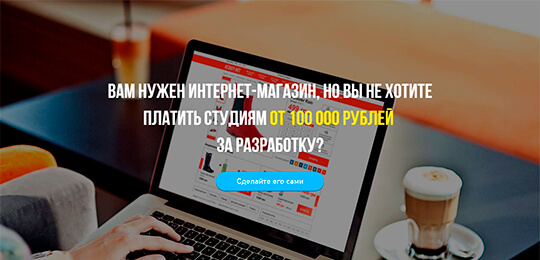 ВАМ НУЖЕН ИНТЕРНЕТ-МАГАЗИН, НО ВЫ НЕ ХОТИТЕ
ПЛАТИТЬ СТУДИЯМ ОТ 100 000 РУБЛЕЙ
ЗА РАЗРАБОТКУ?
Сделайте его сами